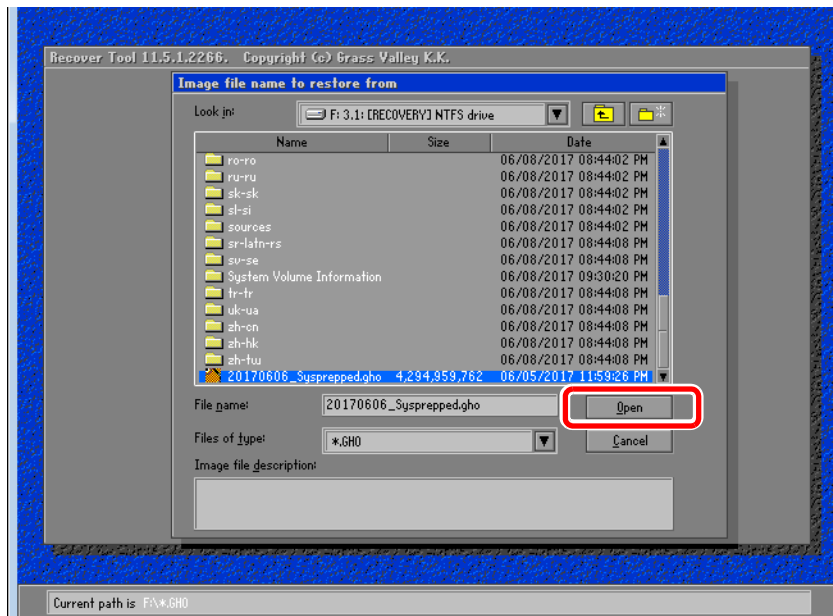 Recover Tool 11.5.1.2266. Copyright (c) Grass Valley K.K.
Image file name to restore from
Look in: F: 3.1: [RECOVERY] NTFS drive
Name Size Date
ro-ro 06/08/2017 08:44:02 PM
ru-ru 06/08/2017 08:44:02 PM
sk-sk 06/08/2017 08:44:02 PM
sl-si 06/08/2017 08:44:02 PM
sources 06/08/2017 08:44:02 PM
sr-latn-rs 06/08/2017 08:44:08 PM
sv-se 06/08/2017 08:44:08 PM
System Volume Information 06/08/2017 09:30:20 PM
tr-tr 06/08/2017 08:44:08 PM
uk-ua 06/08/2017 08:44:08 PM
zh-cn 06/08/2017 08:44:08 PM
zh-hk 06/08/2017 08:44:08 PM
zh-tw 06/08/2017 08:44:08 PM
20170606_Sysprepped.gho 4,294,959,762 06/05/2017 11:59:26 PM
File name: 20170606_Sysprepped.gho Open
Files of type: *.GHO Cancel
Image file description:
Current path is F:\*.GHO